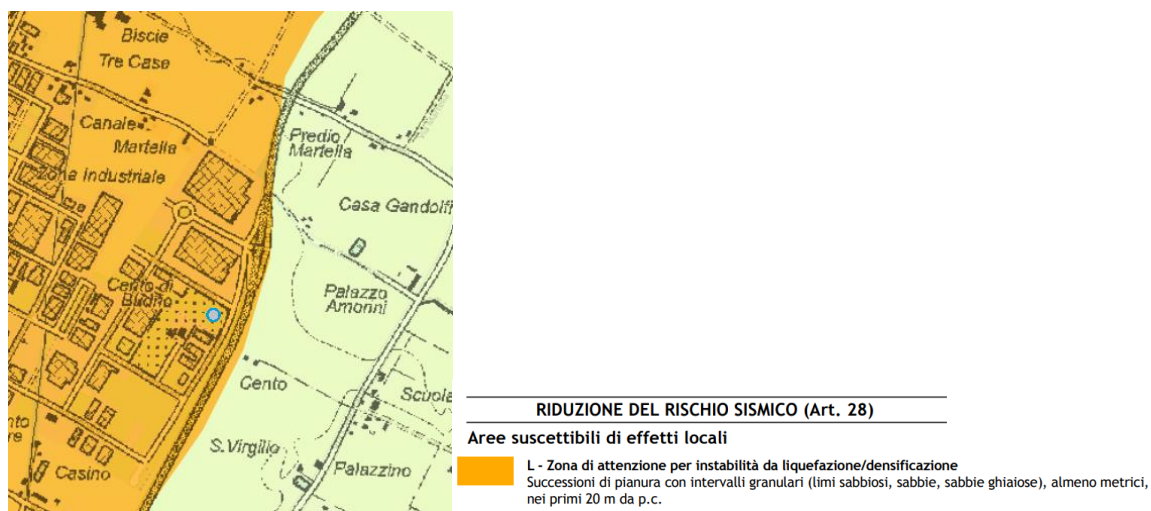 Biscie
Tre Case
Canale
Martella
Zona Industriale
Predio
Martella
Casa Gandolfi
Cento di
Budrio
Palazzo
Amonni
Cento
Scuola
S.Virgilio
Palazzino
Casino
RIDUZIONE DEL RISCHIO SISMICO (Art. 28)
Aree suscettibili di effetti locali
L - Zona di attenzione per instabilità da liquefazione/densificazione
Successioni di pianura con intervalli granulari (limi sabbiosi, sabbie, sabbie ghiaiose), almeno metrici,
nei primi 20 m da p.c.